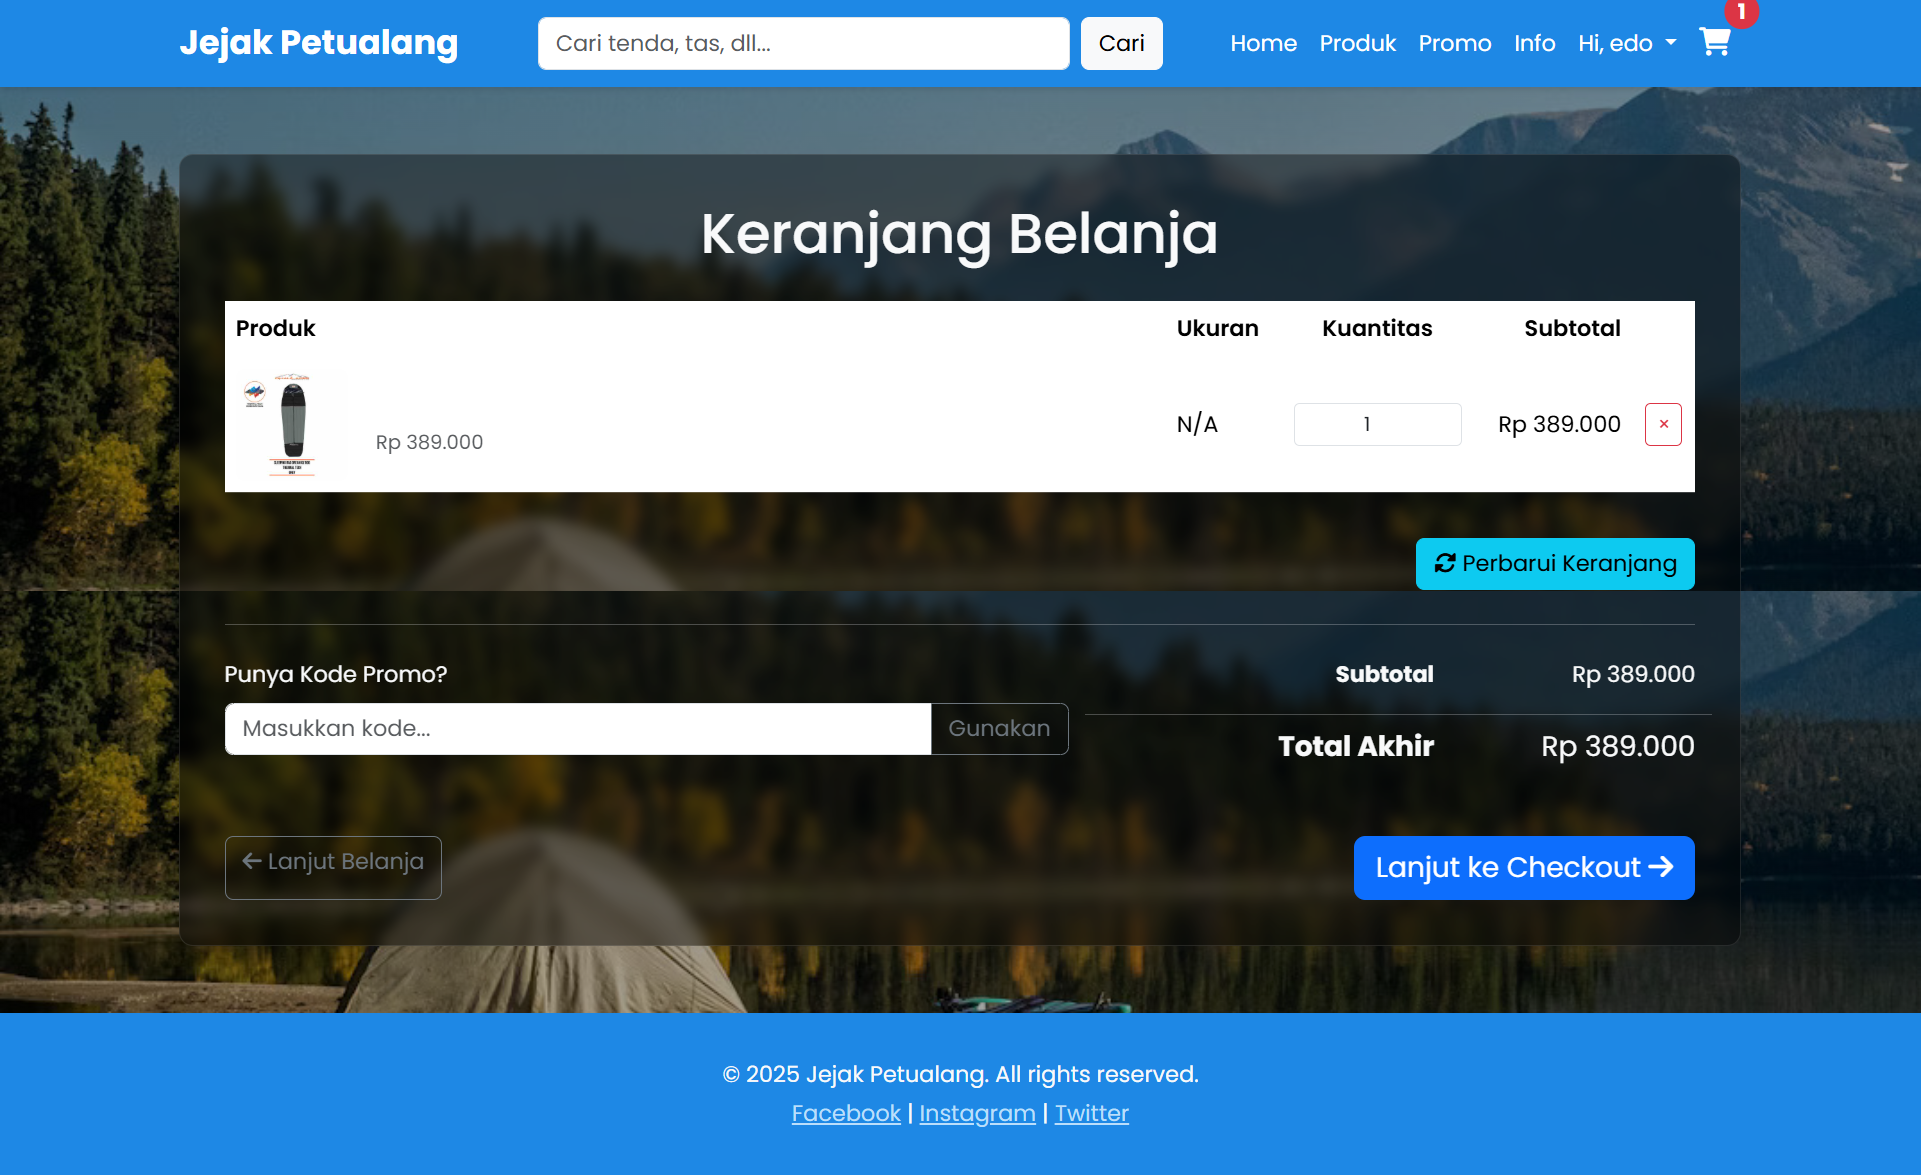 Jejak Petualang
Cari tenda, tas, dll...
Cari
Home
Produk
Promo
Info
Hi, edo
1
Keranjang Belanja
Produk
Ukuran
Kuantitas
Subtotal
Rp 389.000
N/A
1
Rp 389.000
×
Perbarui Keranjang
Punya Kode Promo?
Masukkan kode...
Gunakan
Subtotal
Rp 389.000
Total Akhir
Rp 389.000
← Lanjut Belanja
Lanjut ke Checkout →
© 2025 Jejak Petualang. All rights reserved.
Facebook | Instagram | Twitter